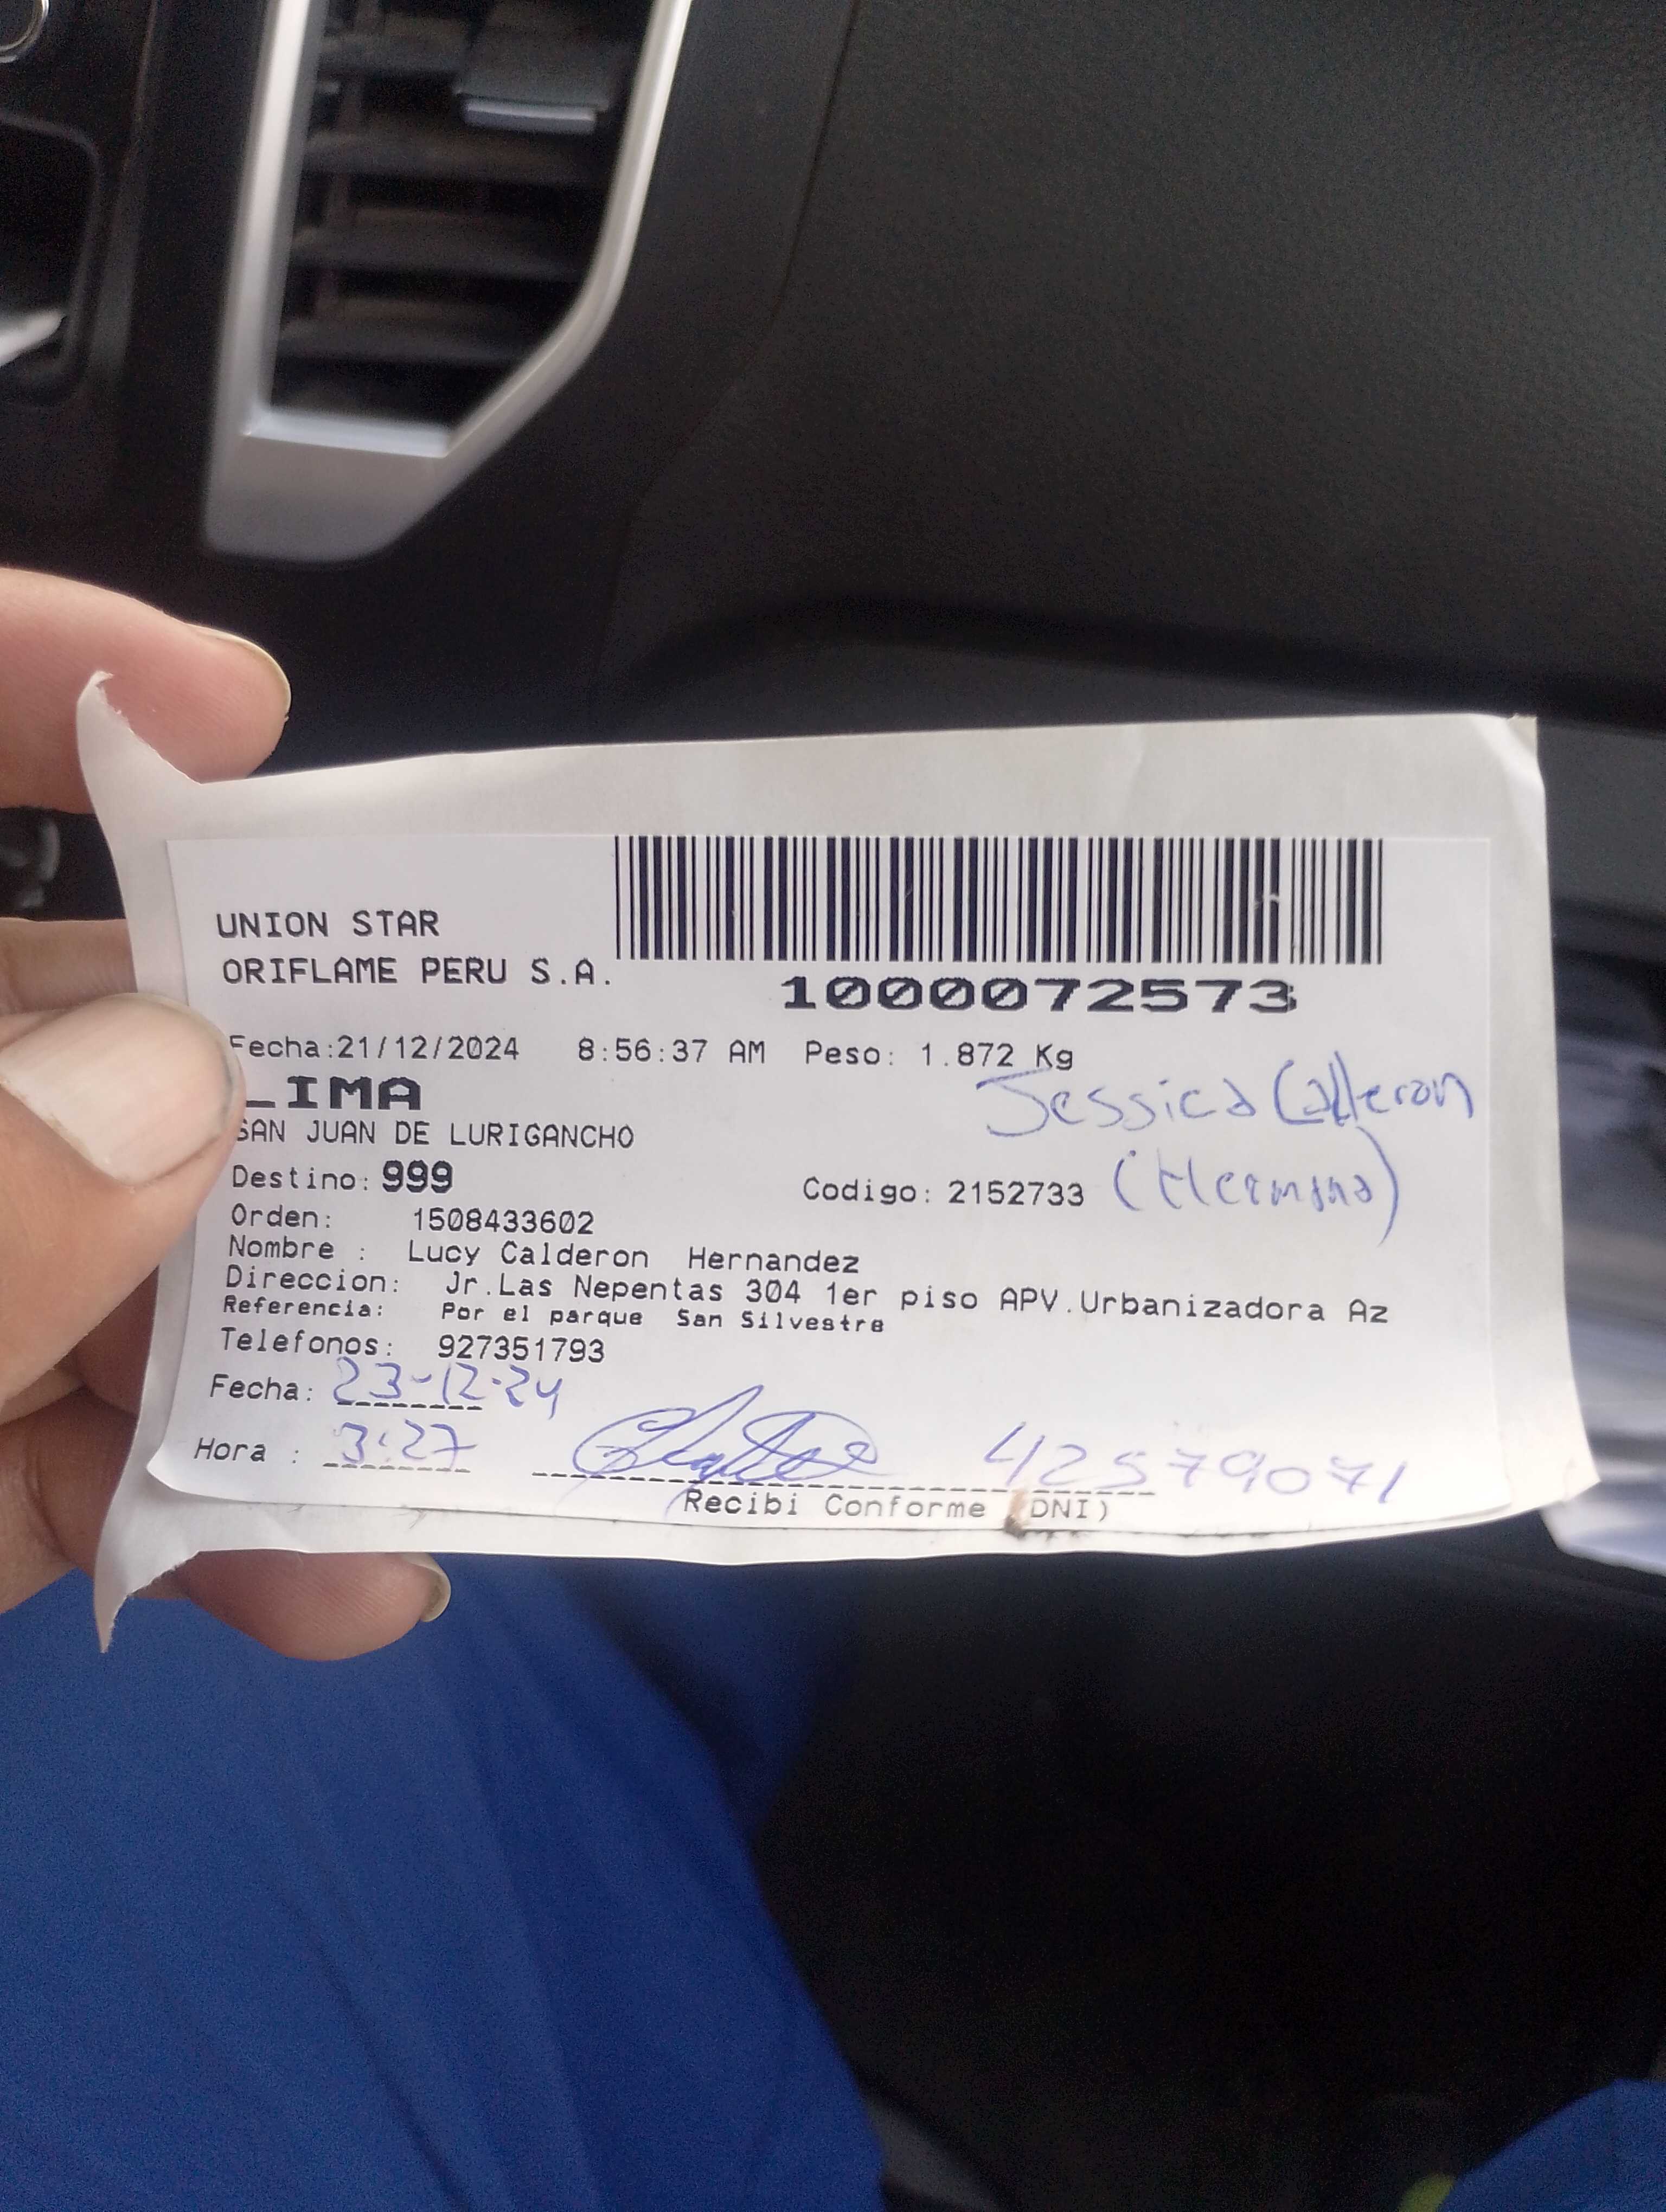 UNION STAR
ORIFLAME PERU S.A.
1000072573
Fecha:21/12/2024 8:56:37 AM Peso: 1.872 Kg
LIMA
Jessica Calderon
SAN JUAN DE LURIGANCHO
Destino: 999 Codigo: 2152733 (Hermana)
Orden: 1508433602
Nombre : Lucy Calderon Hernandez
Direccion: Jr.Las Nepentas 304 1er piso APV.Urbanizadora Az
Referencia: Por el parque San Silvestre
Telefonos: 927351793
Fecha: 23-12-24
Hora : 3:27 42579071
Recibi Conforme (DNI)